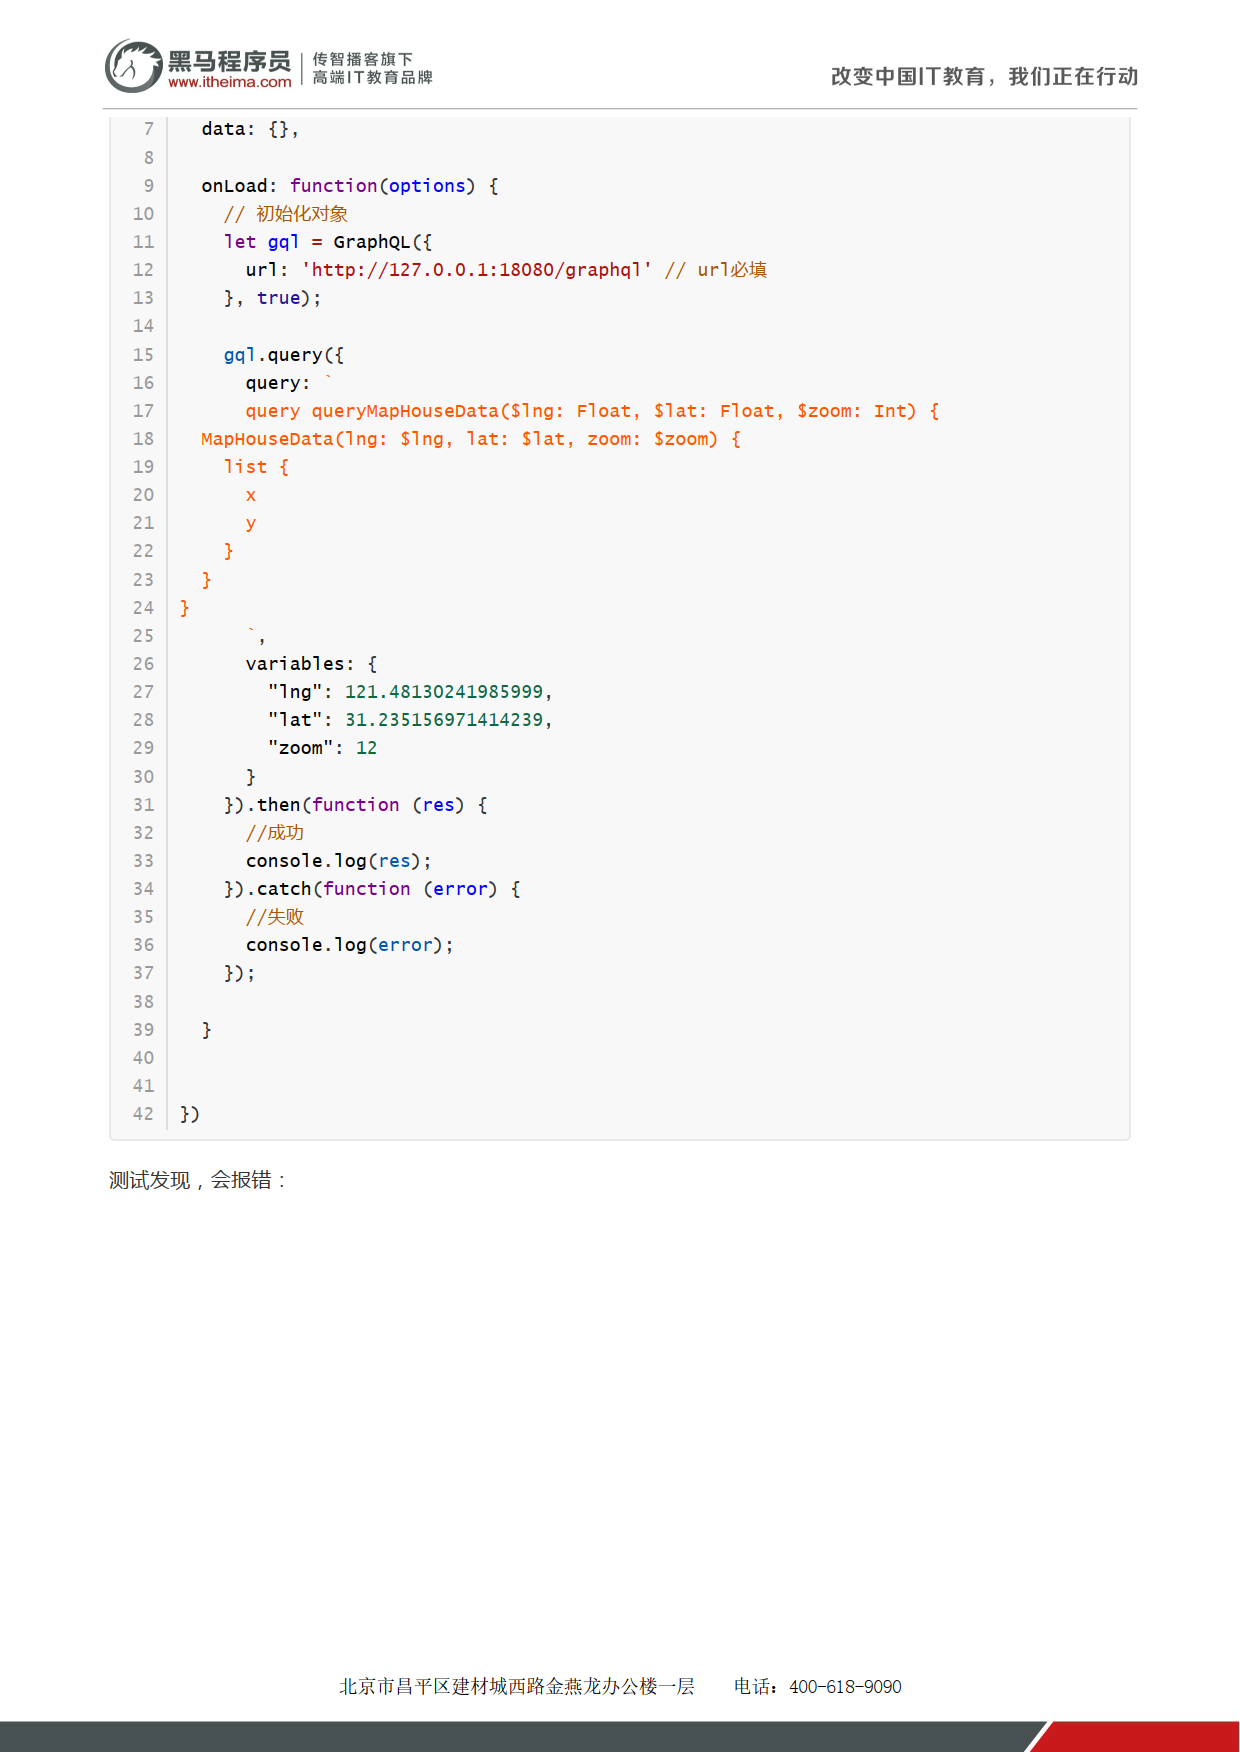 黑马程序员
www.itheima.com
传智播客旗下
高端IT教育品牌
改变中国IT教育，我们正在行动
7   data: {},
8
9   onLoad: function(options) {
10     // 初始化对象
11     let gql = GraphQL({
12       url: 'http://127.0.0.1:18080/graphql' // url必填
13     }, true);
14
15     gql.query({
16       query: `
17       query queryMapHouseData($lng: Float, $lat: Float, $zoom: Int) {
18   MapHouseData(lng: $lng, lat: $lat, zoom: $zoom) {
19     list {
20       x
21       y
22     }
23   }
24 }
25       `,
26       variables: {
27         "lng": 121.48130241985999,
28         "lat": 31.235156971414239,
29         "zoom": 12
30       }
31     }).then(function (res) {
32       //成功
33       console.log(res);
34     }).catch(function (error) {
35       //失败
36       console.log(error);
37     });
38
39   }
40
41
42 })
测试发现，会报错：
北京市昌平区建材城西路金燕龙办公楼一层 电话：400-618-9090